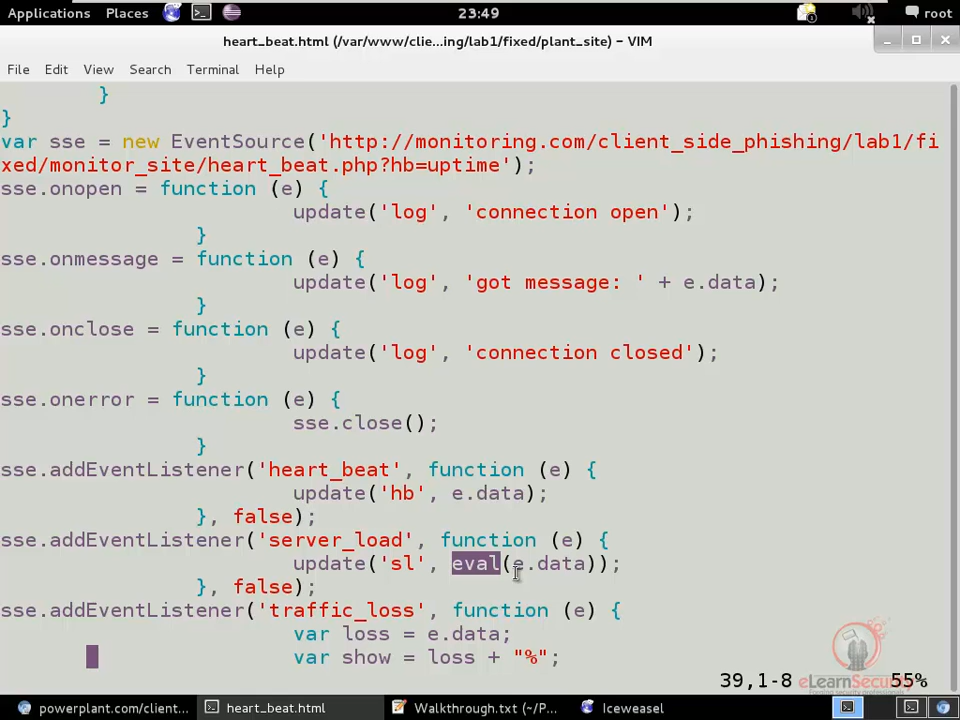 Applications Places 23:49 root
heart_beat.html (/var/www/clie...ing/lab1/fixed/plant_site) – VIM
File Edit View Search Terminal Help
}
}
var sse = new EventSource('http://monitoring.com/client_side_phishing/lab1/fi
xed/monitor_site/heart_beat.php?hb=uptime');
sse.onopen = function (e) {
update('log', 'connection open');
}
sse.onmessage = function (e) {
update('log', 'got message: ' + e.data);
}
sse.onclose = function (e) {
update('log', 'connection closed');
}
sse.onerror = function (e) {
sse.close();
}
sse.addEventListener('heart_beat', function (e) {
update('hb', e.data);
}, false);
sse.addEventListener('server_load', function (e) {
update('sl', eval(e.data));
}, false);
sse.addEventListener('traffic_loss', function (e) {
var loss = e.data;
var show = loss + "%";
39,1-8 55%
eLearnSecurity
Forging security professionals
powerplant.com/client... heart_beat.html Walkthrough.txt (~/P... Iceweasel